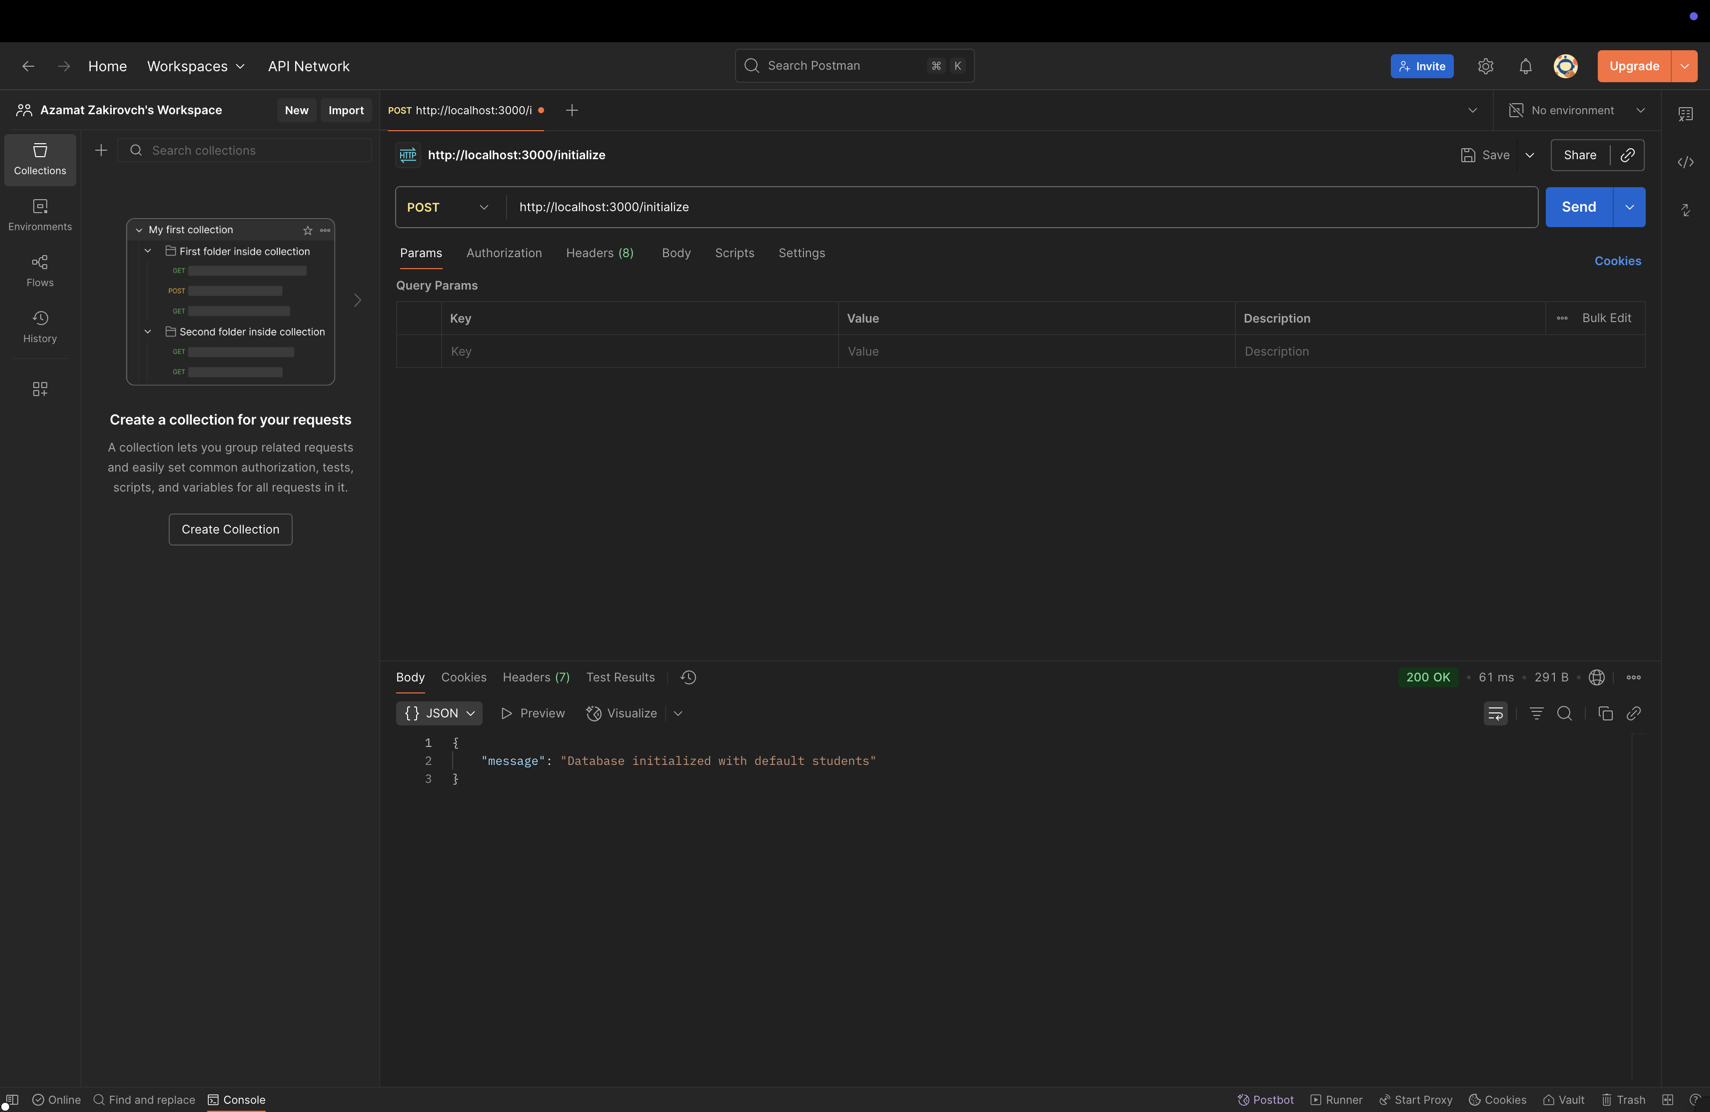 Home Workspaces API Network Search Postman ⌘ K Invite Upgrade
Azamat Zakirovch's Workspace New Import POST http://localhost:3000/i No environment
Collections
Environments
Flows
History
Search collections
My first collection
First folder inside collection
GET
POST
GET
Second folder inside collection
GET
GET
Create a collection for your requests
A collection lets you group related requests
and easily set common authorization, tests,
scripts, and variables for all requests in it.
Create Collection
HTTP http://localhost:3000/initialize Save Share
POST http://localhost:3000/initialize Send
Params Authorization Headers (8) Body Scripts Settings Cookies
Query Params
Key Value Description Bulk Edit
Key Value Description
Body Cookies Headers (7) Test Results 200 OK 61 ms 291 B
{} JSON Preview Visualize
1 {
2 "message": "Database initialized with default students"
3 }
Online Find and replace Console Postbot Runner Start Proxy Cookies Vault Trash